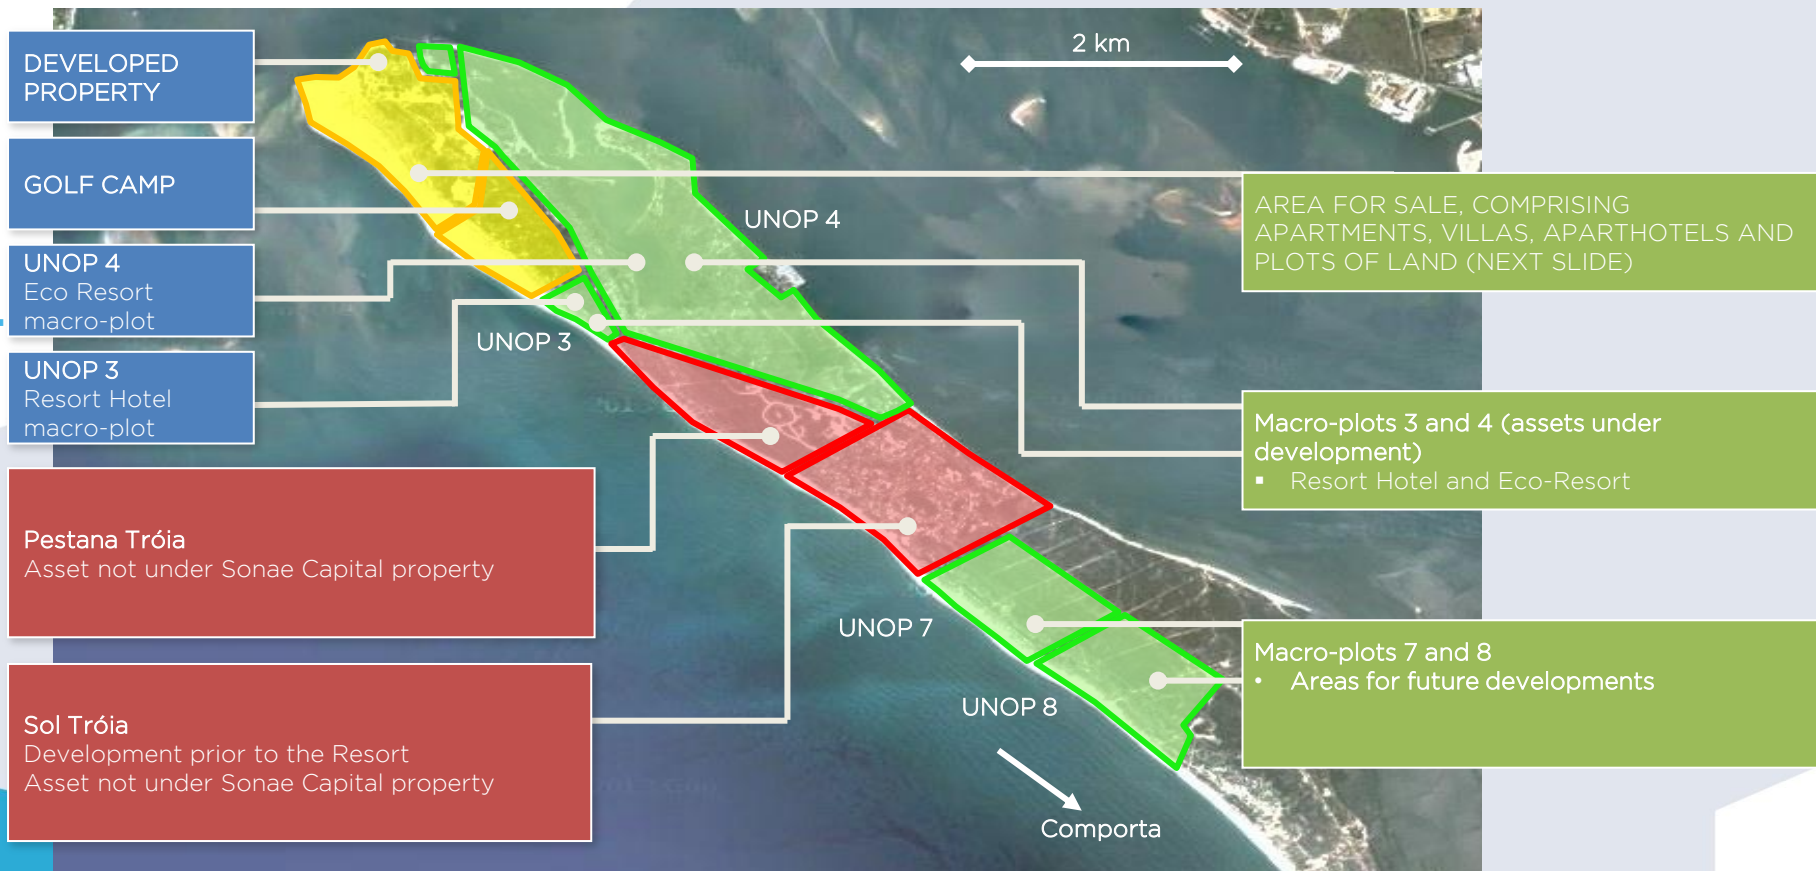 DEVELOPED
PROPERTY
GOLF CAMP
UNOP 4
Eco Resort
macro-plot
UNOP 3
Resort Hotel
macro-plot
Pestana Tróia
Asset not under Sonae Capital property
Sol Tróia
Development prior to the Resort
Asset not under Sonae Capital property
2 km
UNOP 4
UNOP 3
UNOP 7
UNOP 8
Comporta
AREA FOR SALE, COMPRISING
APARTMENTS, VILLAS, APARTHOTELS AND
PLOTS OF LAND (NEXT SLIDE)
Macro-plots 3 and 4 (assets under
development)
▪ Resort Hotel and Eco-Resort
Macro-plots 7 and 8
• Areas for future developments